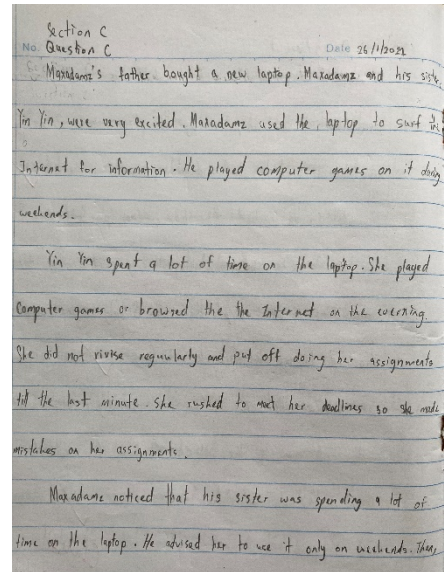 Section C
No. Question C Date 26/1/2022
Maxadamz's father bought a new laptop. Maxadamz and his sister
Yin Yin, were very excited. Maxadamz used the laptop to surf the
Internet for information. He played computer games on it during
weekends.
Yin Yin spent a lot of time on the laptop. She played
computer games or browsed the the Internet on the evening.
She did not rivise reguularly and put off doing her assignments
till the last minute. She rushed to meet her deadlines so she made
mistakes on her assignments.
Maxadamz noticed that his sister was spending a lot of
time on the laptop. He advised her to use it only on weekends. Then,